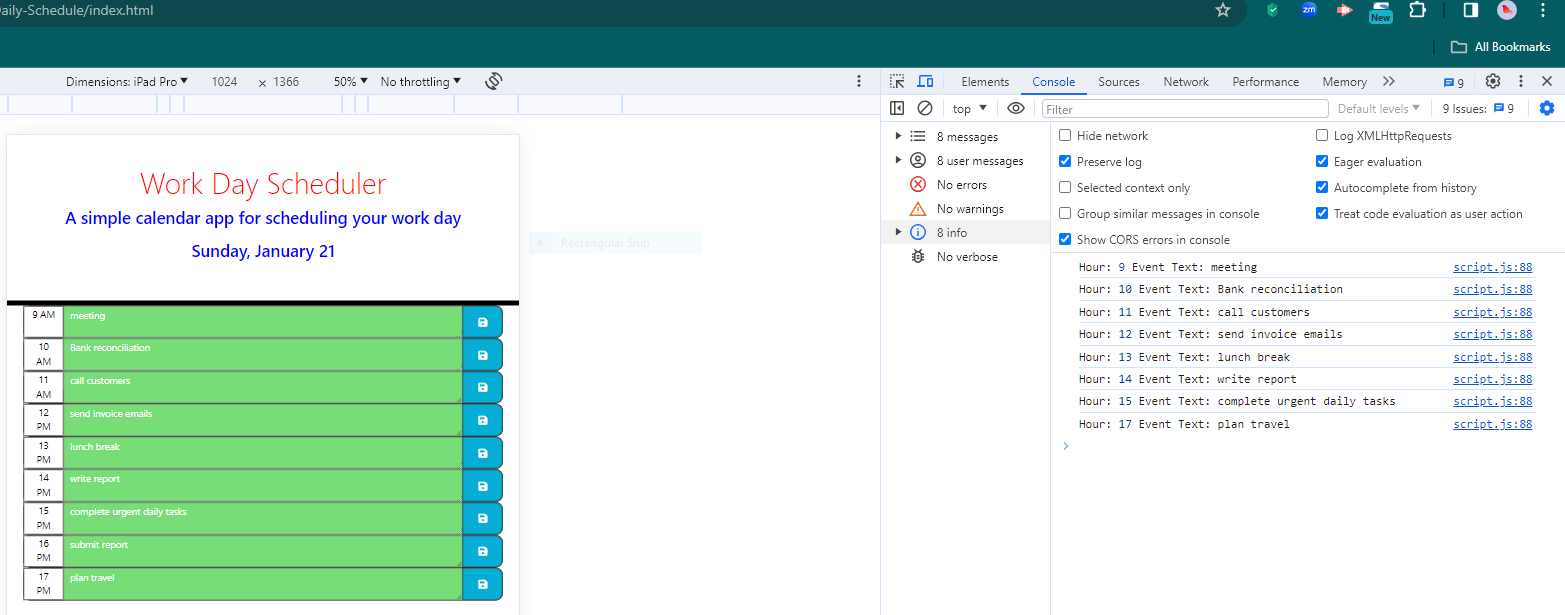 aily-Schedule/index.html
zm
New
All Bookmarks
Dimensions: iPad Pro 1024 × 1366 50% No throttling
Elements Console Sources Network Performance Memory 9
top Filter Default levels 9 Issues: 9
8 messages
8 user messages
No errors
No warnings
8 info
No verbose
Hide network Log XMLHttpRequests
Preserve log Eager evaluation
Selected context only Autocomplete from history
Group similar messages in console Treat code evaluation as user action
Show CORS errors in console
Work Day Scheduler
A simple calendar app for scheduling your work day
Sunday, January 21
Rectangular Snip
9 AM meeting
10 AM Bank reconciliation
11 AM call customers
12 PM send invoice emails
13 PM lunch break
14 PM write report
15 PM complete urgent daily tasks
16 PM submit report
17 PM plan travel
Hour: 9 Event Text: meeting script.js:88
Hour: 10 Event Text: Bank reconciliation script.js:88
Hour: 11 Event Text: call customers script.js:88
Hour: 12 Event Text: send invoice emails script.js:88
Hour: 13 Event Text: lunch break script.js:88
Hour: 14 Event Text: write report script.js:88
Hour: 15 Event Text: complete urgent daily tasks script.js:88
Hour: 17 Event Text: plan travel script.js:88